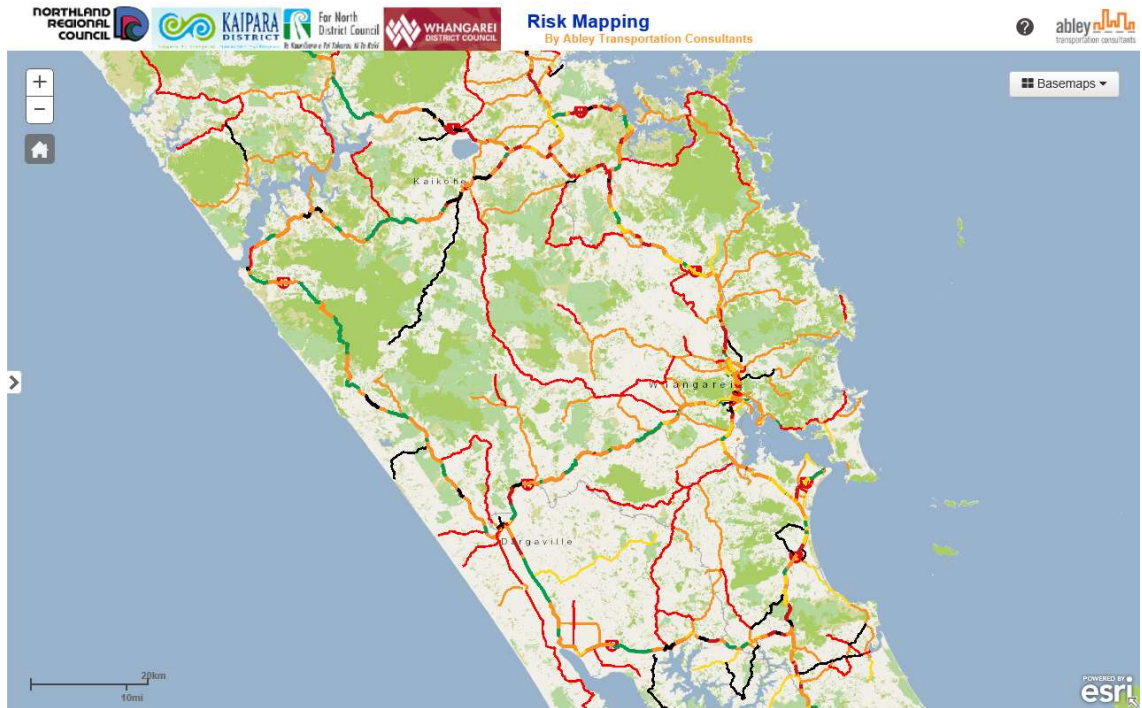 NORTHLAND
REGIONAL
COUNCIL
KAIPARA
DISTRICT
Far North
District Council
WHANGAREI
DISTRICT COUNCIL
Risk Mapping
By Abley Transportation Consultants
?
abley
transportation consultants
+
−
Basemaps
Kaikohe
Whangarei
Dargaville
20km
10mi
POWERED BY
esri